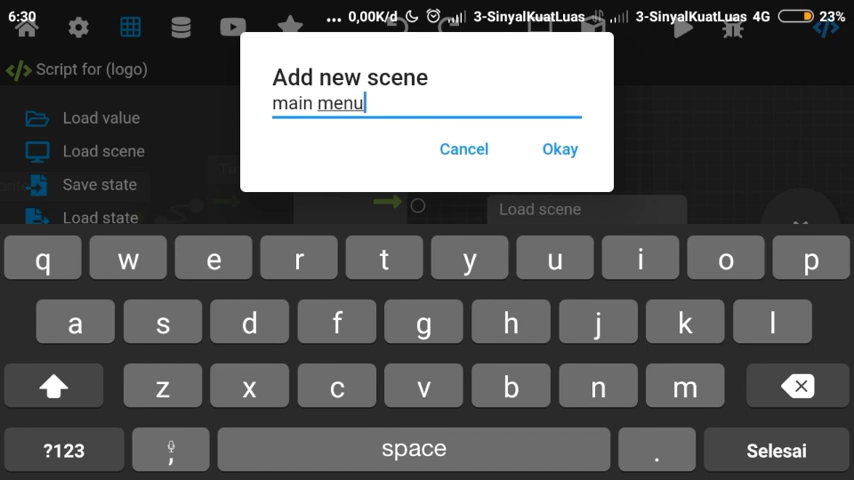 6:30 ... 0,00K/d 3-SinyalKuatLuas 3-SinyalKuatLuas 4G 23%
Script for (logo)
Add new scene
main menu
Cancel Okay
Load value
Load scene
Save state
Load state
Load scene
q w e r t y u i o p
a s d f g h j k l
z x c v b n m
?123 , space . Selesai